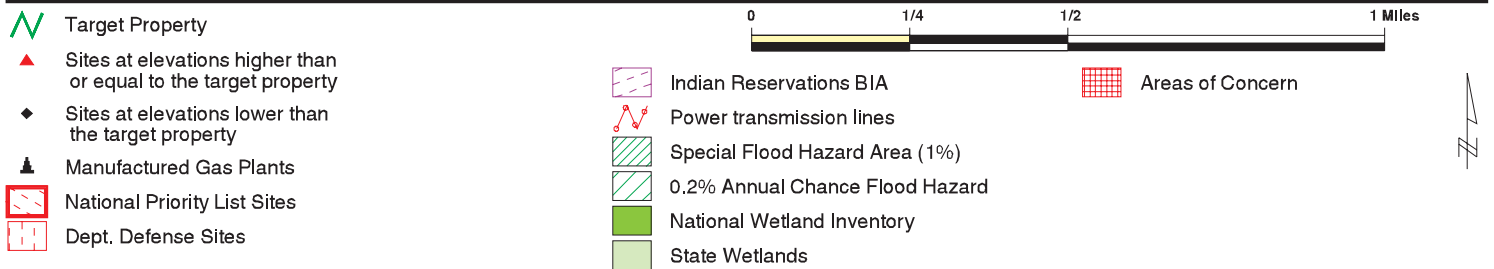 0 1/4 1/2 1 Miles
Target Property
Sites at elevations higher than
or equal to the target property
Sites at elevations lower than
the target property
Manufactured Gas Plants
National Priority List Sites
Dept. Defense Sites
Indian Reservations BIA
Power transmission lines
Special Flood Hazard Area (1%)
0.2% Annual Chance Flood Hazard
National Wetland Inventory
State Wetlands
Areas of Concern
N